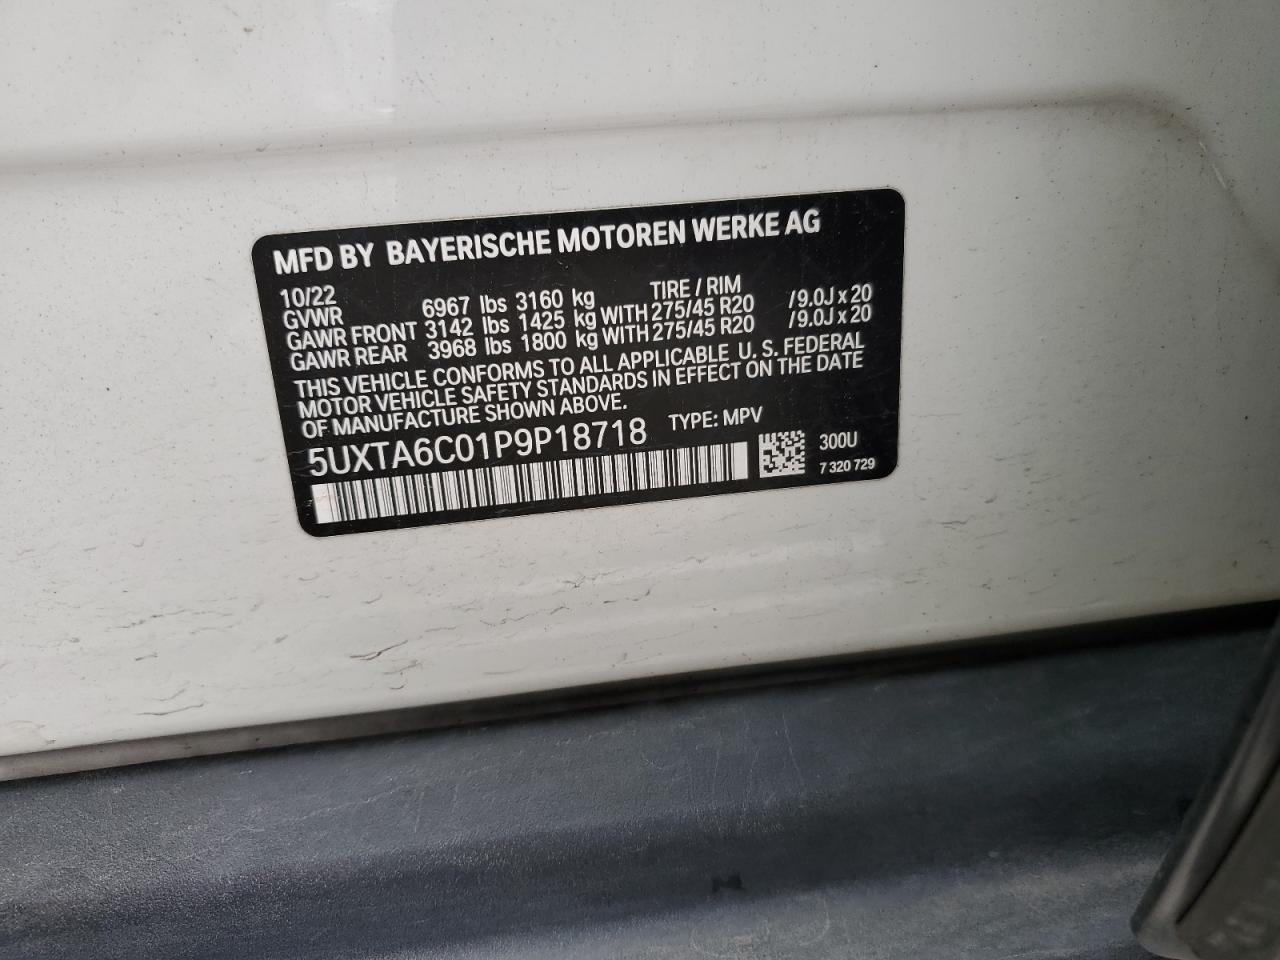 MFD BY BAYERISCHE MOTOREN WERKE AG
10/22 TIRE / RIM
GVWR 6967 lbs 3160 kg
GAWR FRONT 3142 lbs 1425 kg WITH 275/45 R20 /9.0J x 20
GAWR REAR 3968 lbs 1800 kg WITH 275/45 R20 /9.0J x 20
THIS VEHICLE CONFORMS TO ALL APPLICABLE U.S. FEDERAL
MOTOR VEHICLE SAFETY STANDARDS IN EFFECT ON THE DATE
OF MANUFACTURE SHOWN ABOVE.
5UXTA6C01P9P18718 TYPE: MPV
300U
7 320 729